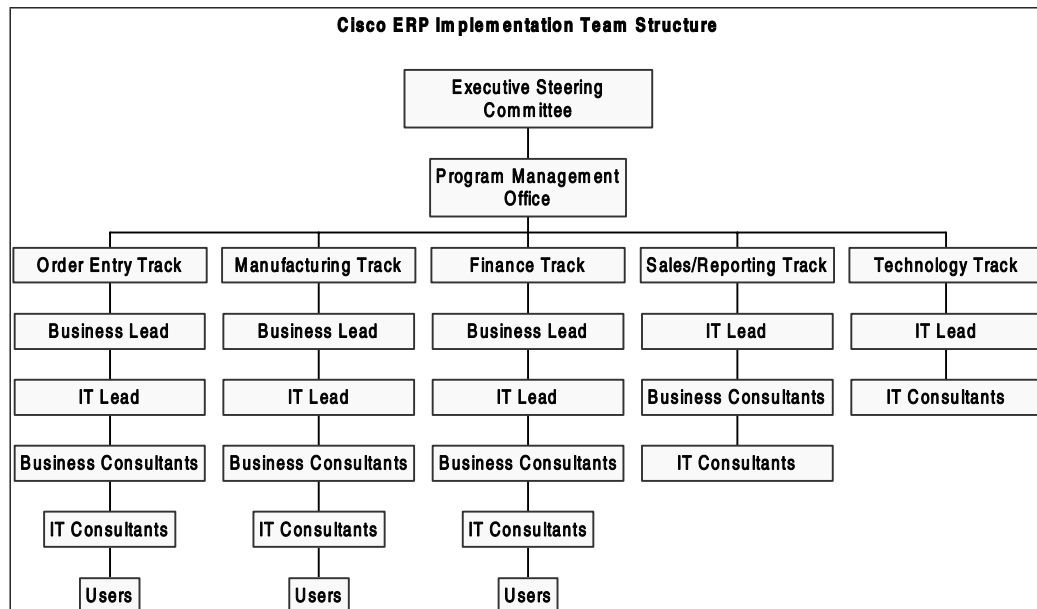 Cisco ERP Implementation Team Structure
Executive Steering
Committee
Program Management
Office
Order Entry Track
Manufacturing Track
Finance Track
Sales/Reporting Track
Technology Track
Business Lead
Business Lead
Business Lead
IT Lead
IT Lead
IT Lead
IT Lead
IT Lead
Business Consultants
IT Consultants
Business Consultants
Business Consultants
Business Consultants
IT Consultants
IT Consultants
IT Consultants
IT Consultants
Users
Users
Users